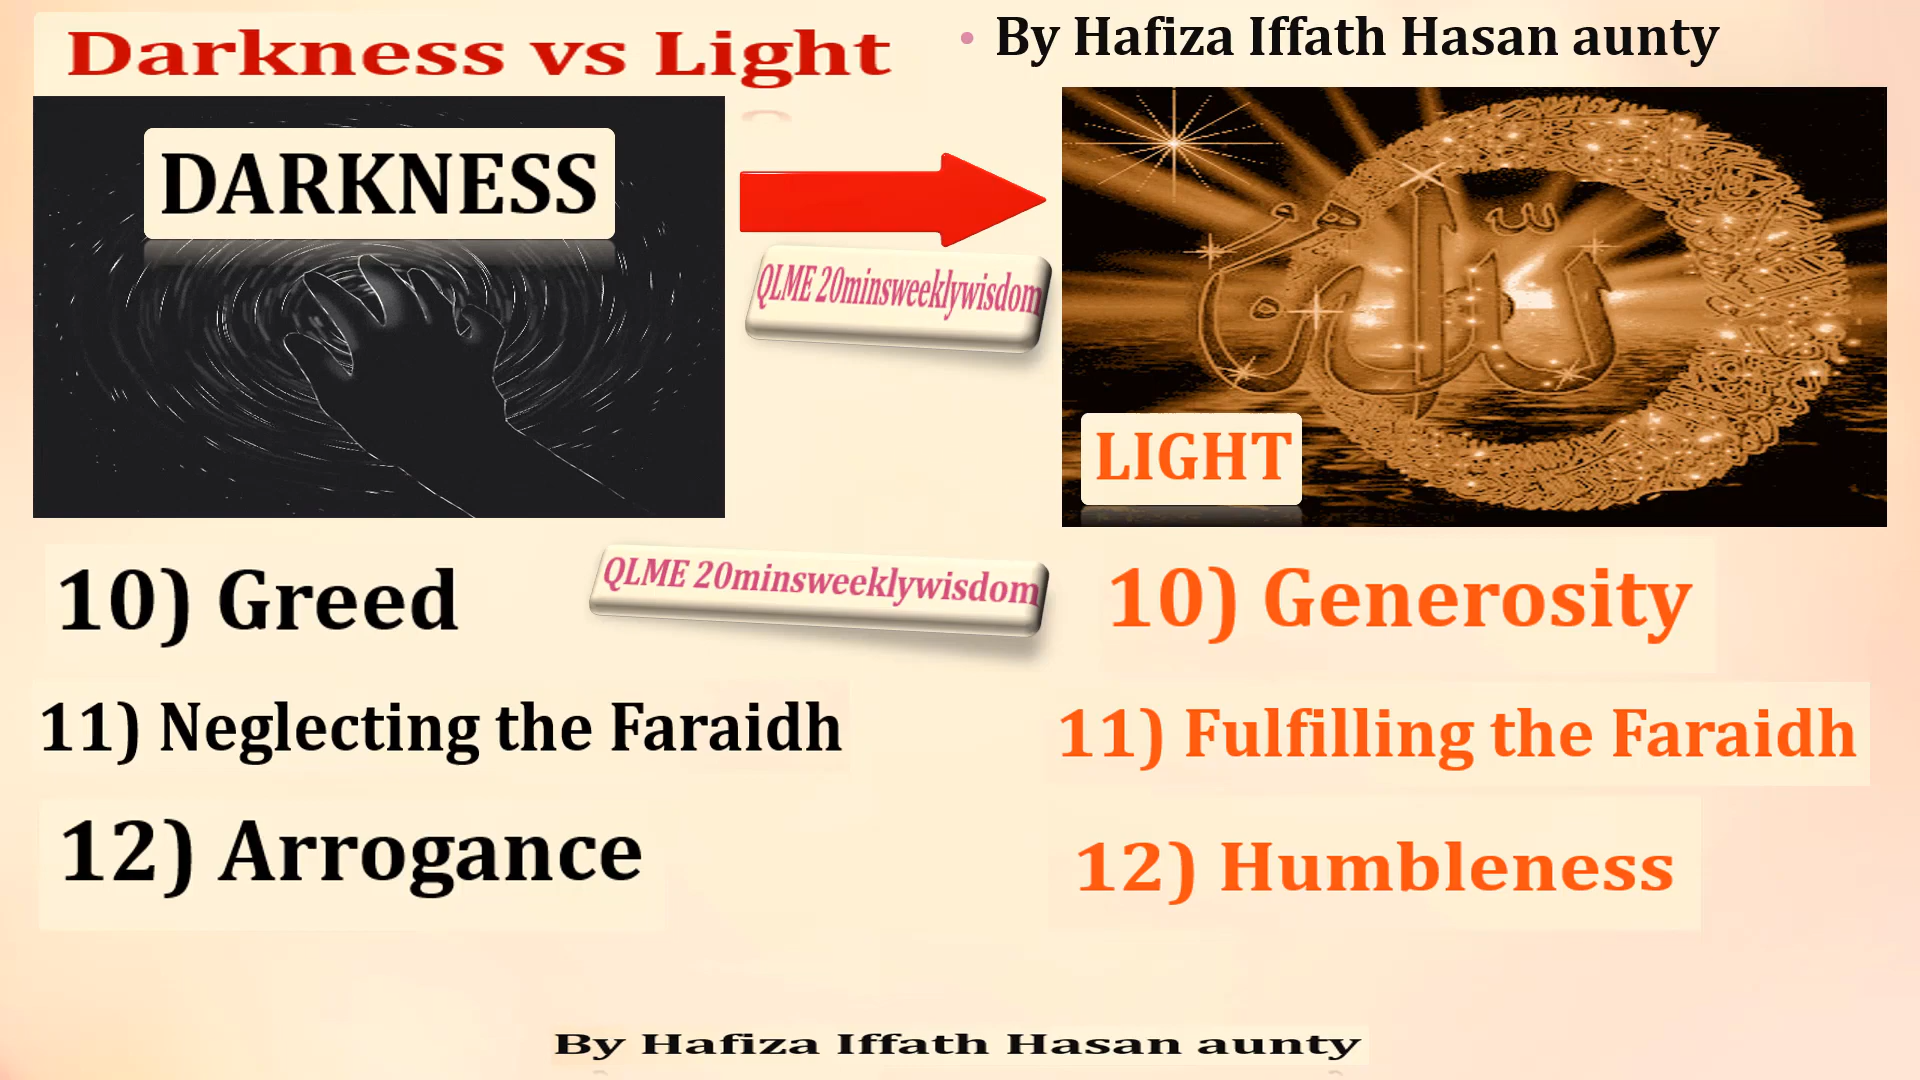 Darkness vs Light
• By Hafiza Iffath Hasan aunty
DARKNESS
QLME 20minsweeklywisdom
الله
LIGHT
QLME 20minsweeklywisdom
10) Greed
10) Generosity
11) Neglecting the Faraidh
11) Fulfilling the Faraidh
12) Arrogance
12) Humbleness
By Hafiza Iffath Hasan aunty